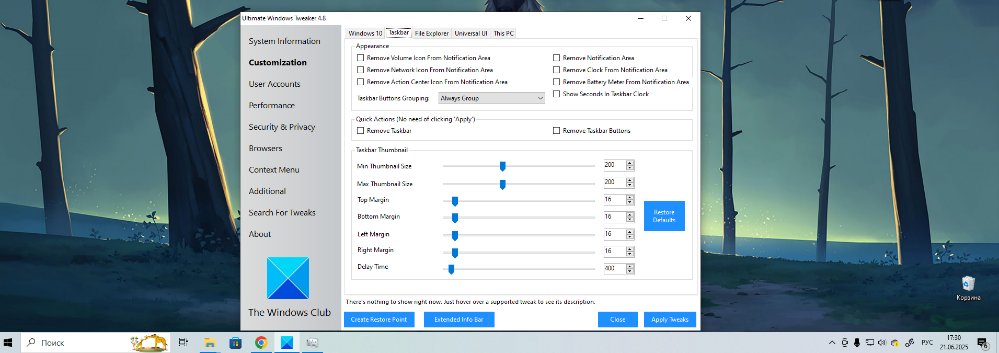 Ultimate Windows Tweaker 4.8
System Information
Customization
User Accounts
Performance
Security & Privacy
Browsers
Context Menu
Additional
Search For Tweaks
About
The Windows Club
Windows 10
Taskbar
File Explorer
Universal UI
This PC
Appearance
Remove Volume Icon From Notification Area
Remove Notification Area
Remove Network Icon From Notification Area
Remove Clock From Notification Area
Remove Action Center Icon From Notification Area
Remove Battery Meter From Notification Area
Taskbar Buttons Grouping:
Always Group
Show Seconds In Taskbar Clock
Quick Actions (No need of clicking 'Apply')
Remove Taskbar
Remove Taskbar Buttons
Taskbar Thumbnail
Min Thumbnail Size
200
Max Thumbnail Size
200
Top Margin
16
Bottom Margin
16
Left Margin
16
Right Margin
16
Delay Time
400
Restore
Defaults
There's nothing to show right now. Just hover over a supported tweak to see its description.
Create Restore Point
Extended Info Bar
Close
Apply Tweaks
Корзина
Поиск
РУС
17:30
21.06.2025
6